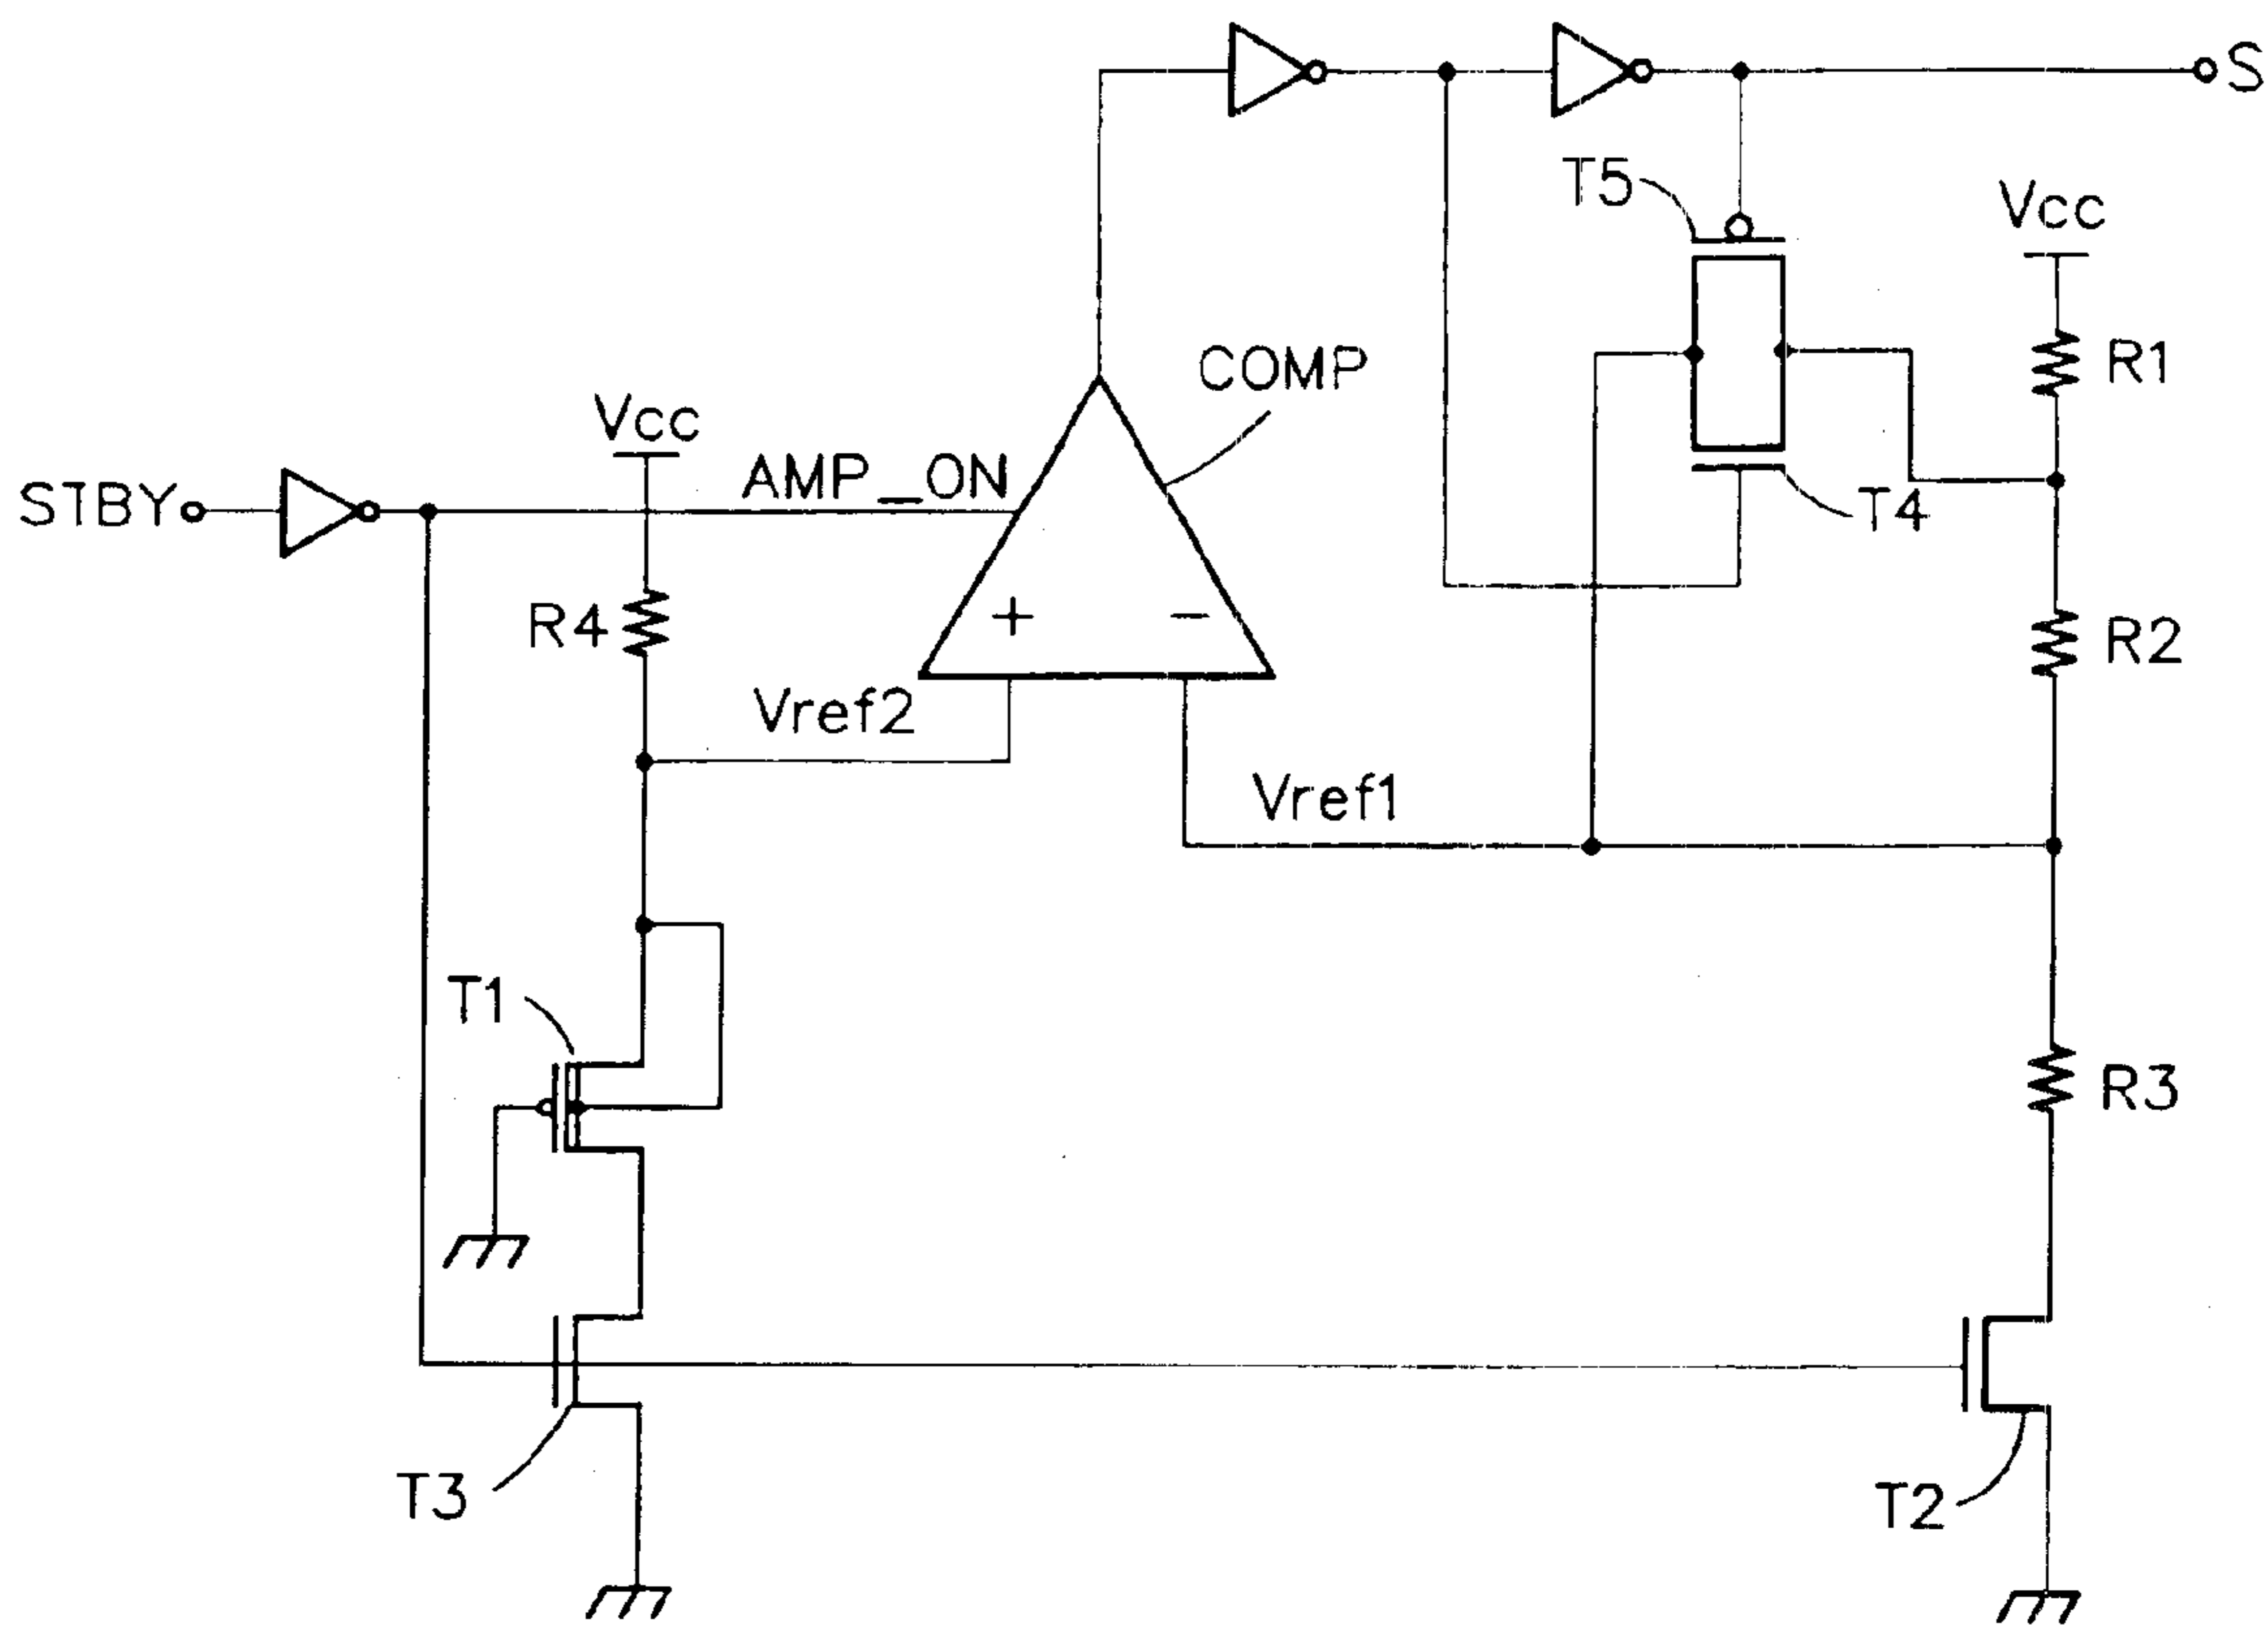 S
T5
Vcc
R1
COMP
Vcc
AMP_ON
STBY
T4
R4
+
−
R2
Vref2
Vref1
T1
R3
T3
T2